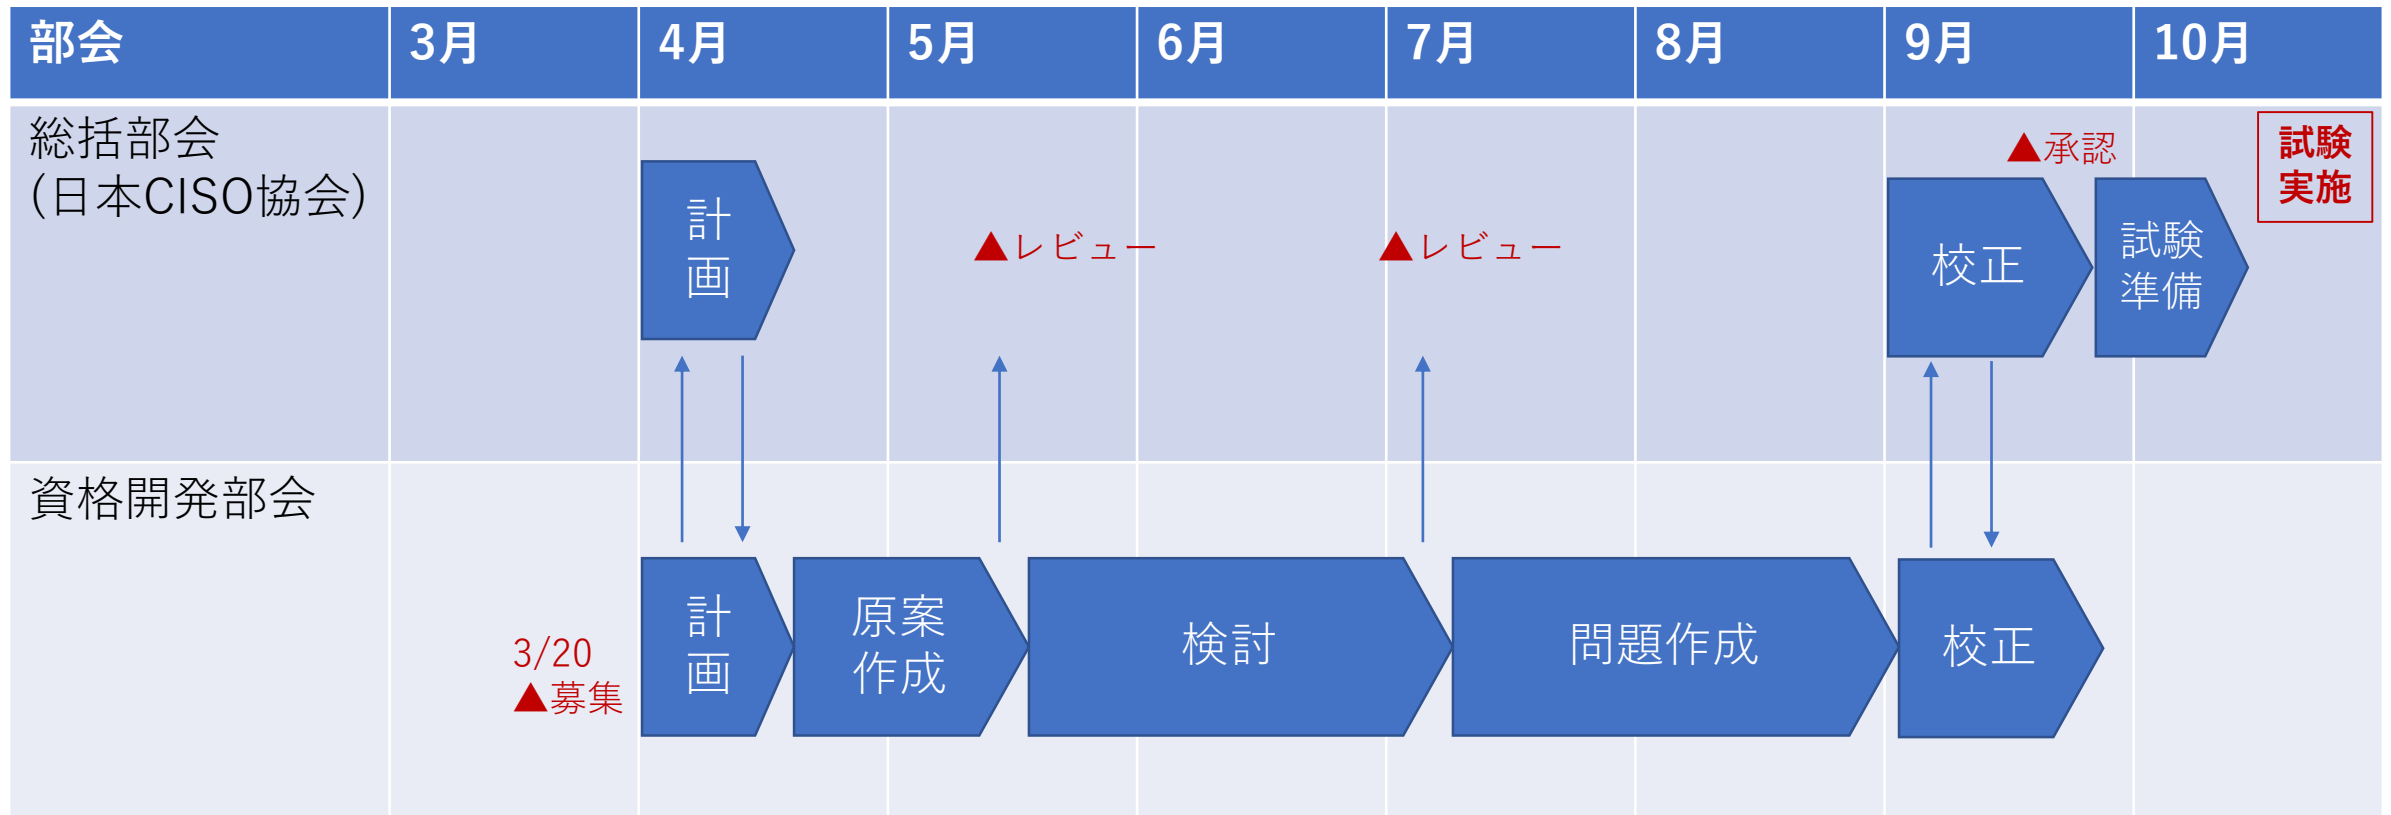 部会 3月 4月 5月 6月 7月 8月 9月 10月
総括部会
(日本CISO協会)
計
画
▲レビュー
▲レビュー
▲承認
校正
試験
準備
試験
実施
資格開発部会
3/20
▲募集
計
画
原案
作成
検討
問題作成
校正